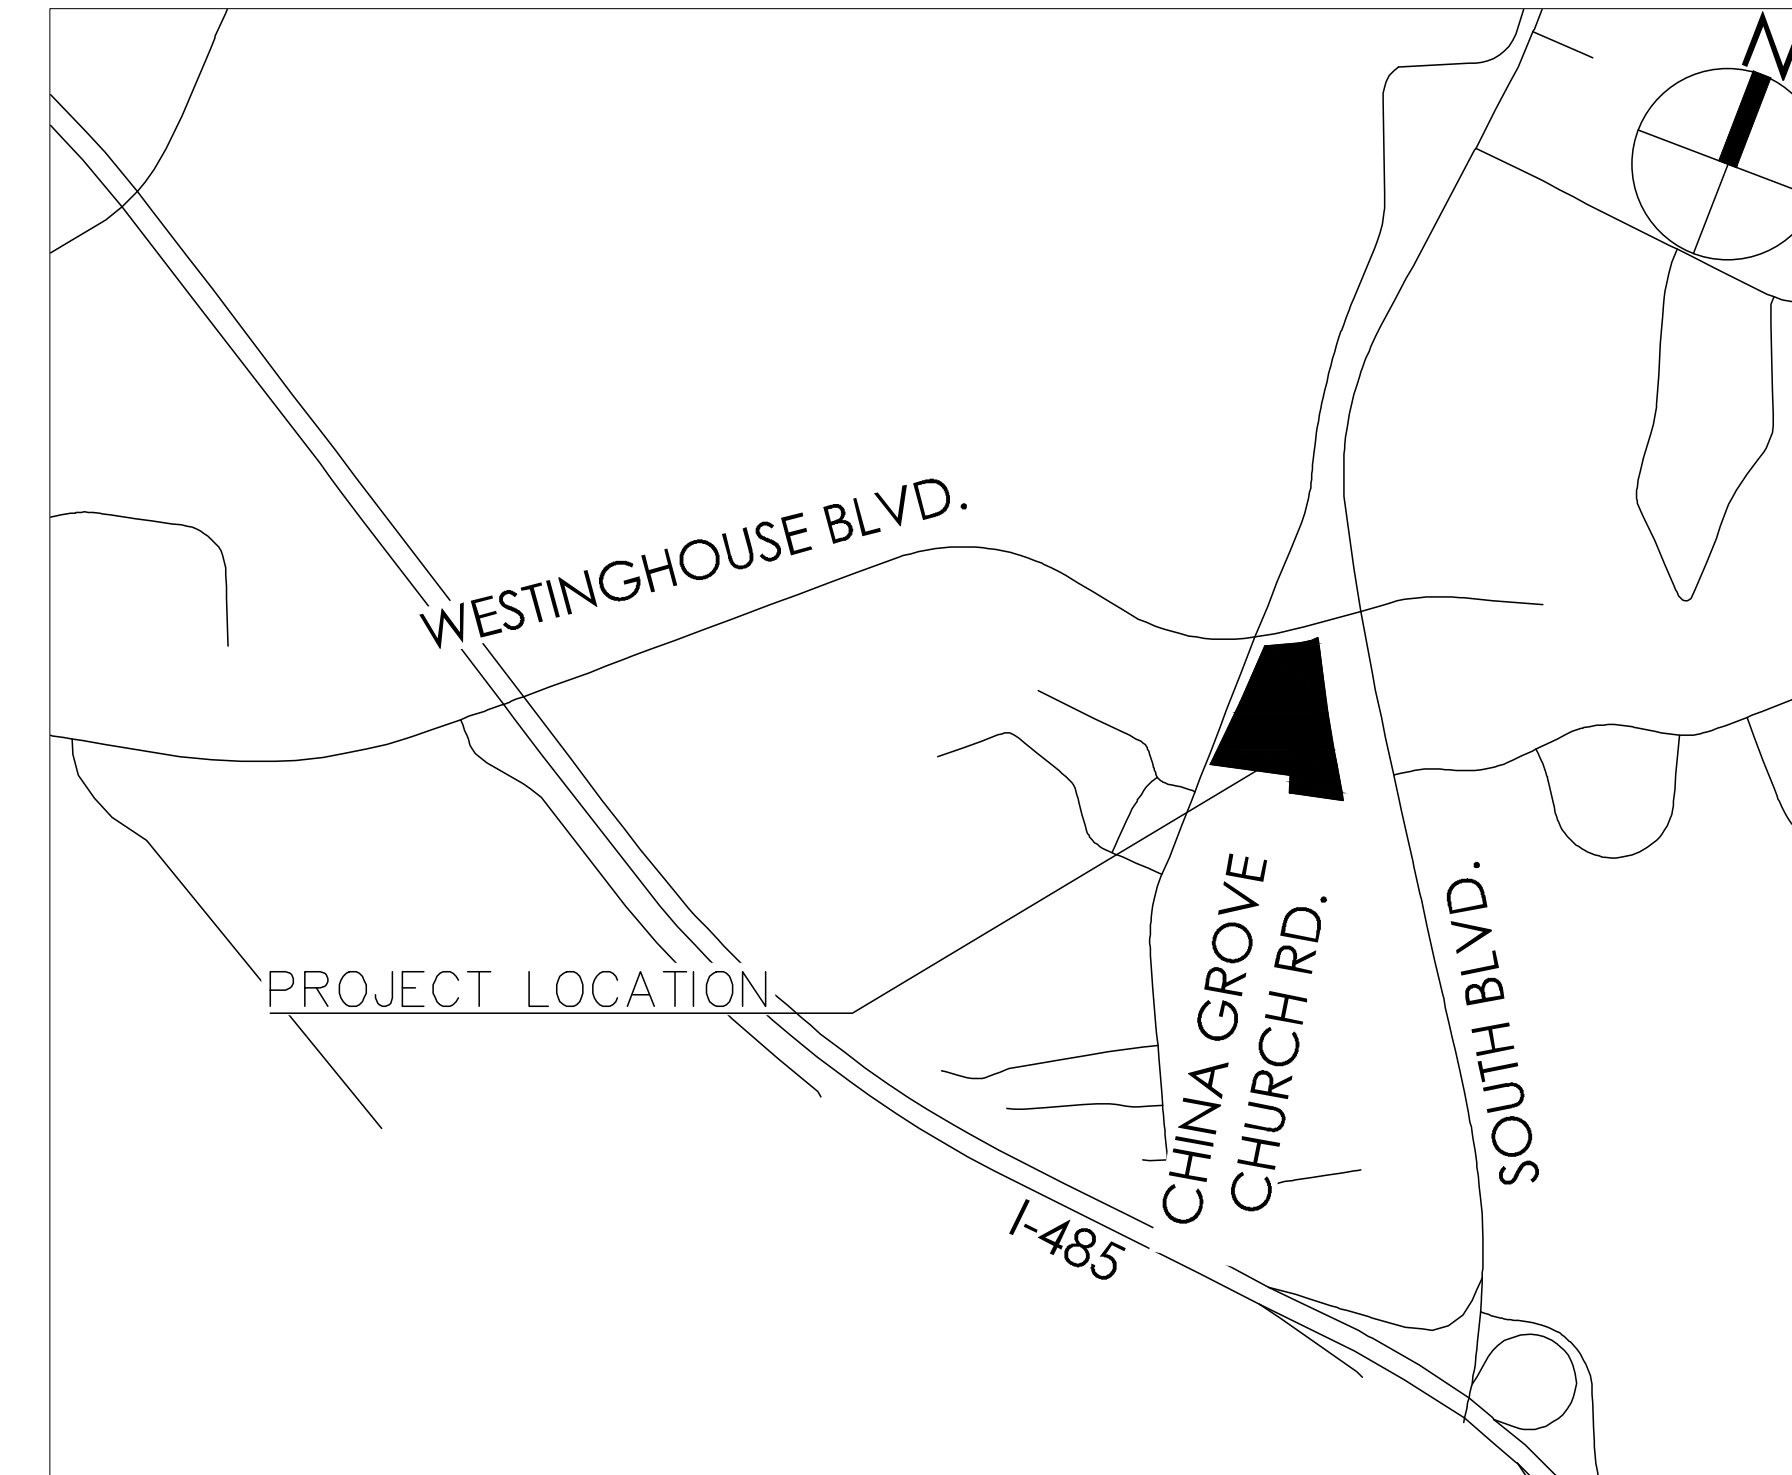 N
WESTINGHOUSE BLVD.
PROJECT LOCATION
CHINA GROVE
CHURCH RD.
SOUTH BLVD.
I-485